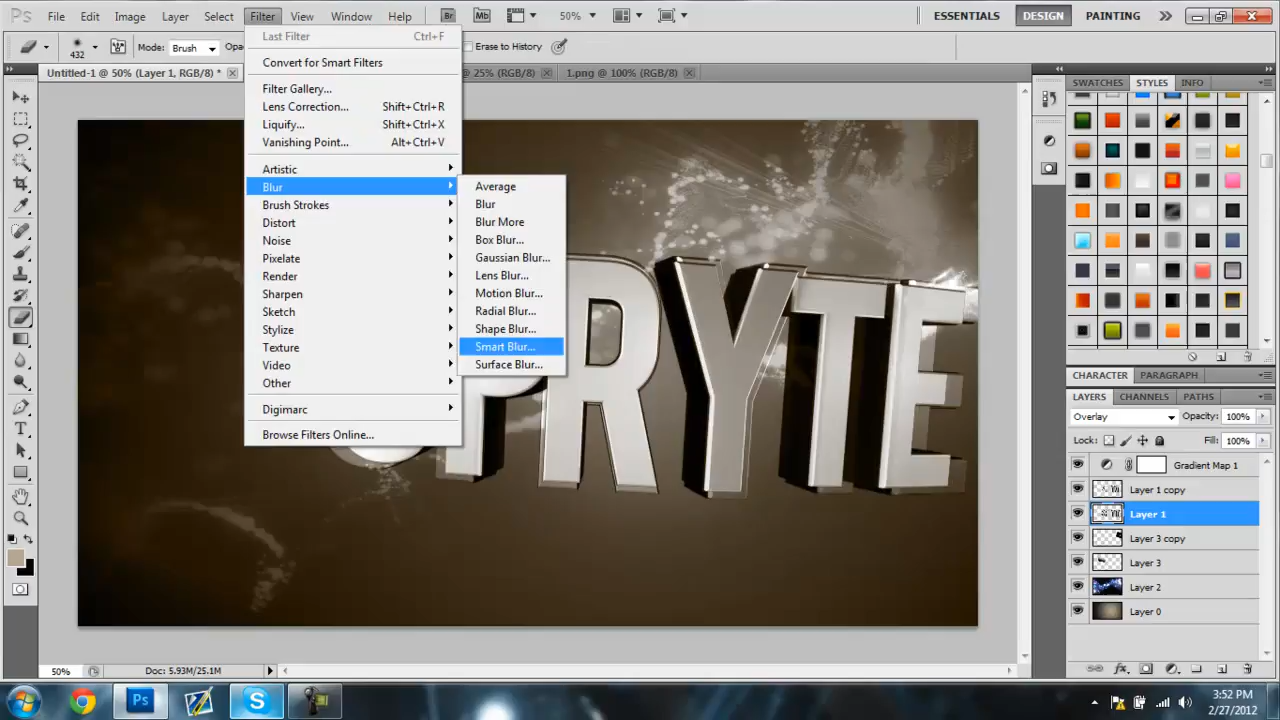 Ps File Edit Image Layer Select Filter View Window Help Br Mb 50% ESSENTIALS DESIGN PAINTING
432 Mode: Brush Opa Erase to History
Untitled-1 @ 50% (Layer 1, RGB/8) * @ 25% (RGB/8) 1.png @ 100% (RGB/8)
Last Filter Ctrl+F
Convert for Smart Filters
Filter Gallery...
Lens Correction... Shift+Ctrl+R
Liquify... Shift+Ctrl+X
Vanishing Point... Alt+Ctrl+V
Artistic
Blur
Brush Strokes
Distort
Noise
Pixelate
Render
Sharpen
Sketch
Stylize
Texture
Video
Other
Digimarc
Browse Filters Online...
Average
Blur
Blur More
Box Blur...
Gaussian Blur...
Lens Blur...
Motion Blur...
Radial Blur...
Shape Blur...
Smart Blur...
Surface Blur...
PRYTE
SWATCHES STYLES INFO
CHARACTER PARAGRAPH
LAYERS CHANNELS PATHS
Overlay Opacity: 100%
Lock: Fill: 100%
Gradient Map 1
Layer 1 copy
Layer 1
Layer 3 copy
Layer 3
Layer 2
Layer 0
50% Doc: 5.93M/25.1M
Ps
3:52 PM
2/27/2012